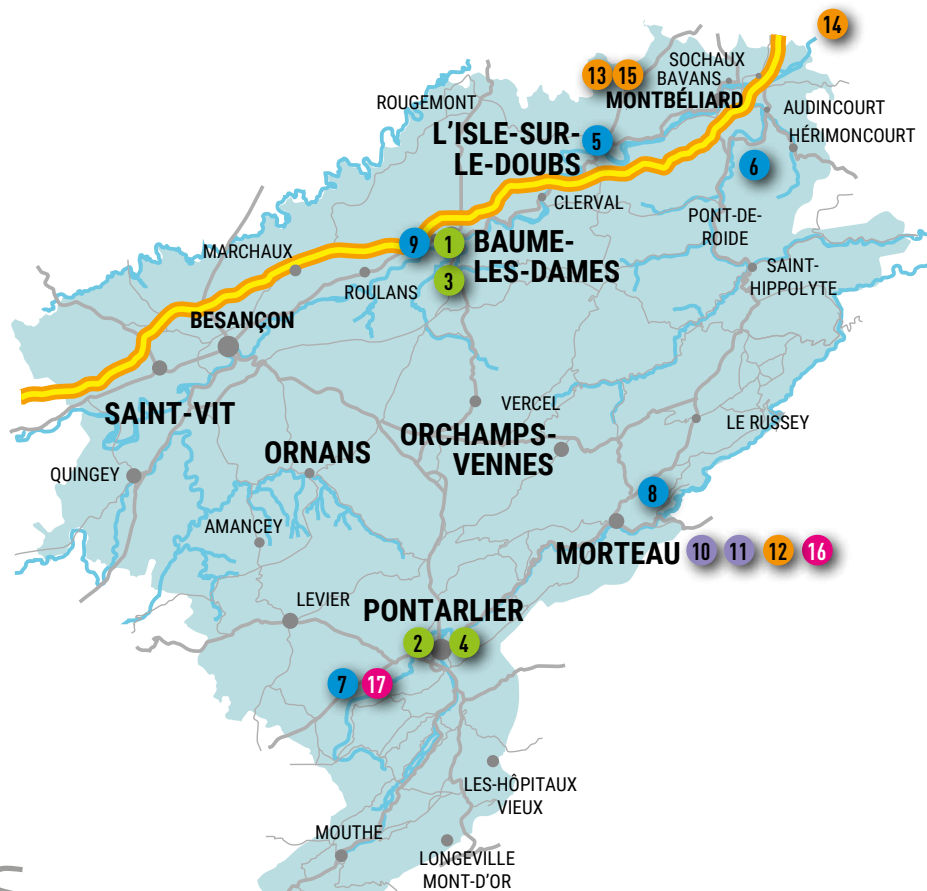 14
SOCHAUX
13 15
BAVANS
MONTBÉLIARD
ROUGEMONT
AUDINCOURT
L'ISLE-SUR-
LE-DOUBS
5
HÉRIMONCOURT
6
CLERVAL
PONT-DE-
ROIDE
9 1
BAUME-
LES-DAMES
3
MARCHAUX
ROULANS
SAINT-
HIPPOLYTE
BESANÇON
SAINT-VIT
VERCEL
LE RUSSEY
ORCHAMPS-
VENNES
ORNANS
QUINGEY
8
AMANCEY
MORTEAU 10 11 12 16
LEVIER
PONTARLIER
2 4
7 17
LES-HÔPITAUX
VIEUX
MOUTHE
LONGEVILLE
MONT-D'OR